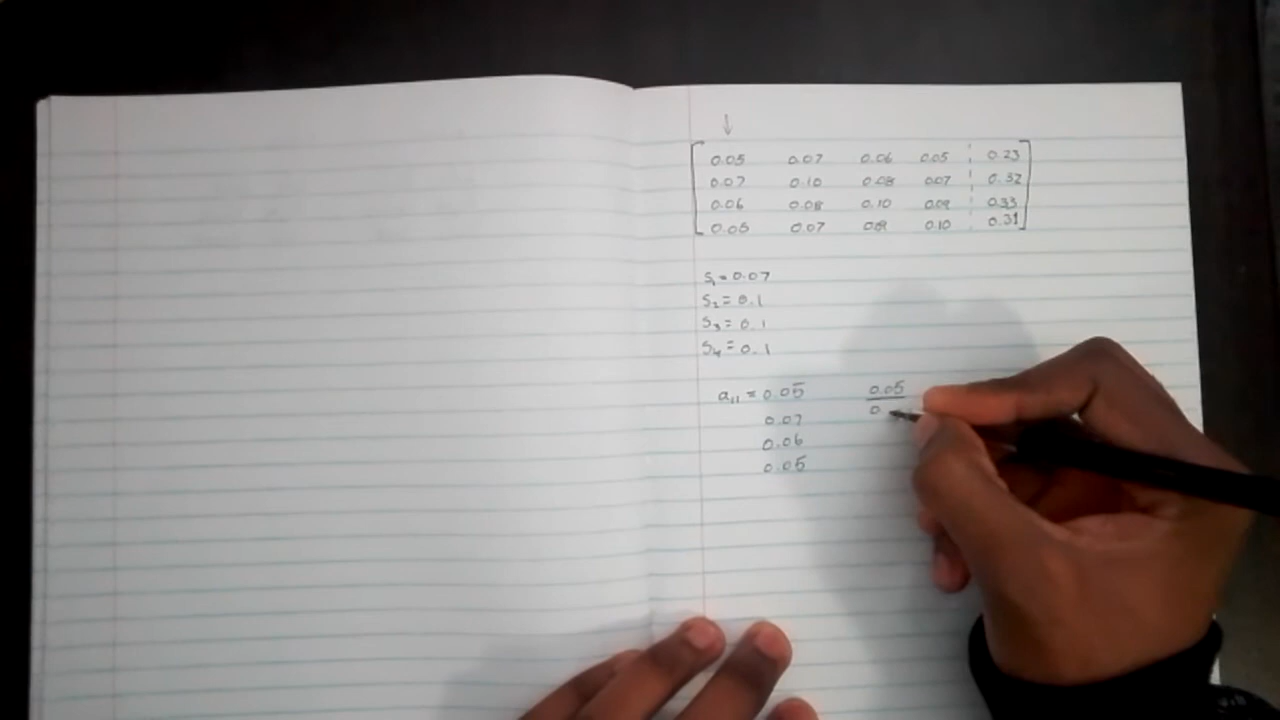 ↓
0.05 0.07 0.06 0.05 0.23
0.07 0.10 0.08 0.07 0.32
0.06 0.08 0.10 0.09 0.33
0.05 0.07 0.09 0.10 0.31
S₁ = 0.07
S₂ = 0.1
S₃ = 0.1
S₄ = 0.1
a₁₁ = 0.05 0.05
0.
0.07
0.06
0.05